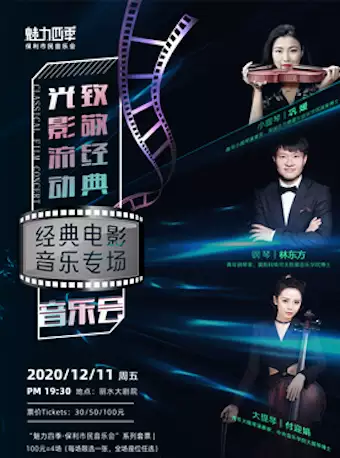 魅力四季
保利市民音乐会
致敬经典
光影流动
CLASSICAL FILM CONCERT
经典电影
音乐专场
音乐会
小提琴|巩媛
钢琴|林东方
大提琴|付迎娟
2020/12/11 周五
PM 19:30 地点：丽水大剧院
票价Tickets：30/50/100元
“魅力四季·保利市民音乐会”系列套票|
100元=4场（每场限选一张，全场座位任选）